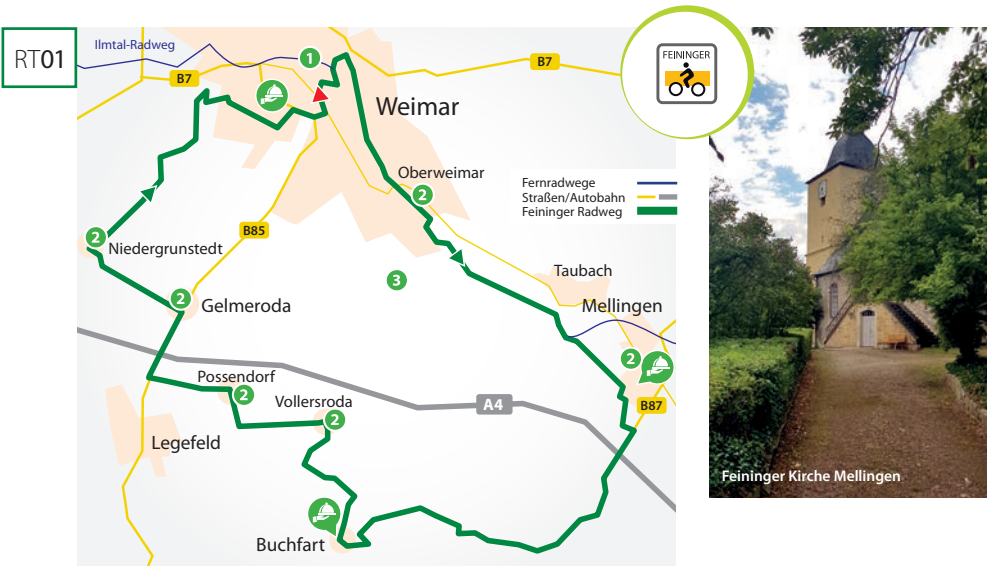 RT01
Ilmtal-Radweg
1
B7
B7
FEININGER
Weimar
Oberweimar
2
Fernradwege
Straßen/Autobahn
Feininger Radweg
B85
2
Niedergrunstedt
Taubach
3
2
Gelmeroda
Mellingen
2
Possendorf
2
Vollersroda
2
A4
B87
Legefeld
Buchfart
Feininger Kirche Mellingen